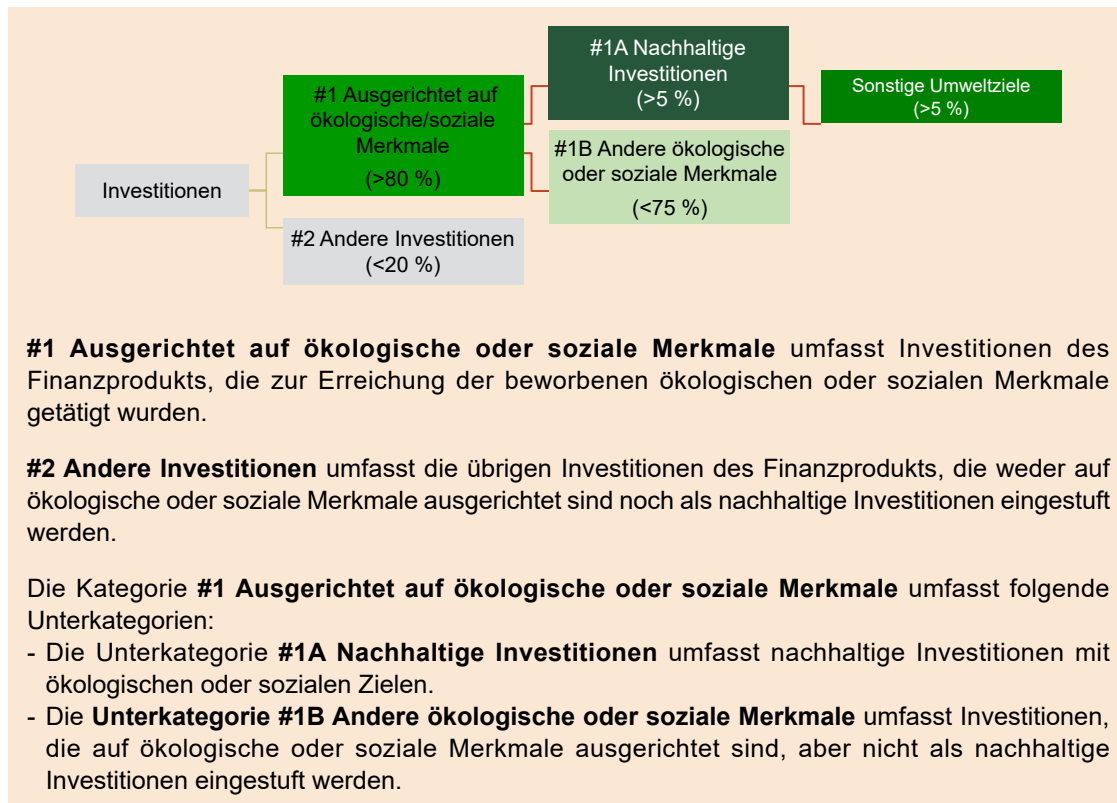 #1A Nachhaltige
Investitionen
(>5 %)
Sonstige Umweltziele
(>5 %)
#1 Ausgerichtet auf
ökologische/soziale
Merkmale
(>80 %)
#1B Andere ökologische
oder soziale Merkmale
(<75 %)
Investitionen
#2 Andere Investitionen
(<20 %)
#1 Ausgerichtet auf ökologische oder soziale Merkmale umfasst Investitionen des
Finanzprodukts, die zur Erreichung der beworbenen ökologischen oder sozialen Merkmale
getätigt wurden.
#2 Andere Investitionen umfasst die übrigen Investitionen des Finanzprodukts, die weder auf
ökologische oder soziale Merkmale ausgerichtet sind noch als nachhaltige Investitionen eingestuft
werden.
Die Kategorie #1 Ausgerichtet auf ökologische oder soziale Merkmale umfasst folgende
Unterkategorien:
- Die Unterkategorie #1A Nachhaltige Investitionen umfasst nachhaltige Investitionen mit
ökologischen oder sozialen Zielen.
- Die Unterkategorie #1B Andere ökologische oder soziale Merkmale umfasst Investitionen,
die auf ökologische oder soziale Merkmale ausgerichtet sind, aber nicht als nachhaltige
Investitionen eingestuft werden.